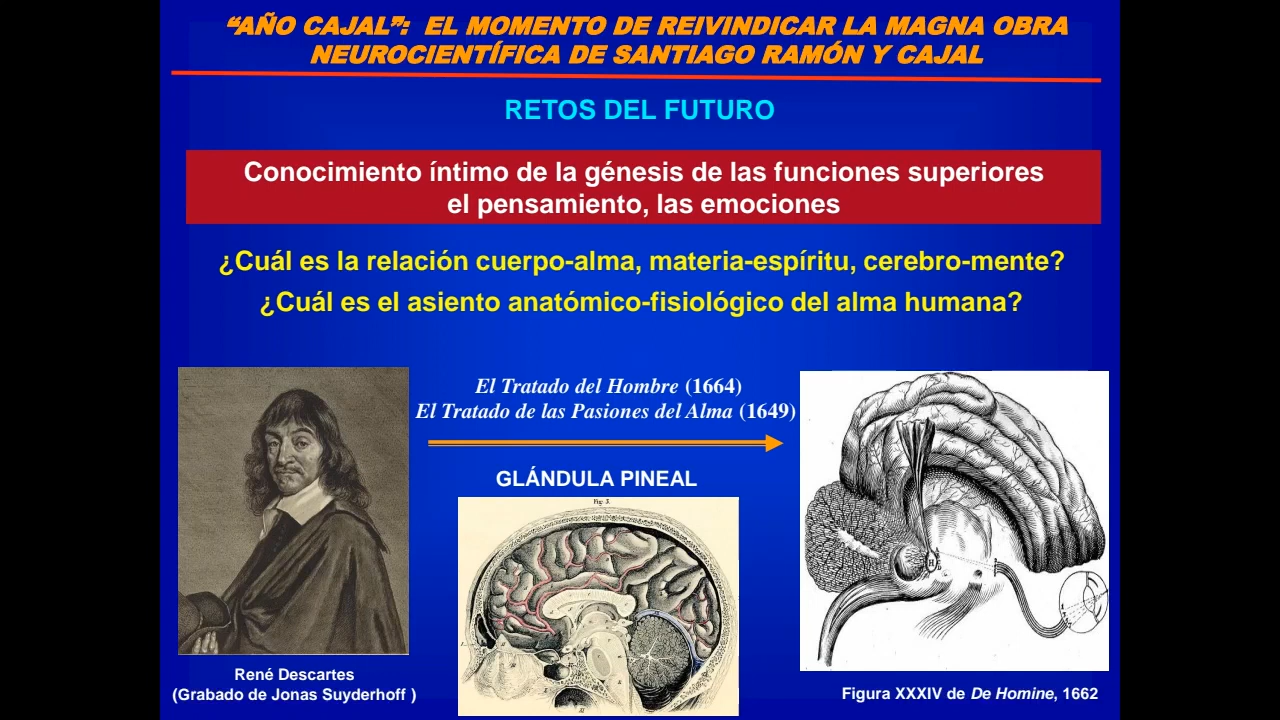 “AÑO CAJAL”: EL MOMENTO DE REIVINDICAR LA MAGNA OBRA
NEUROCIENTÍFICA DE SANTIAGO RAMÓN Y CAJAL
RETOS DEL FUTURO
Conocimiento íntimo de la génesis de las funciones superiores
el pensamiento, las emociones
¿Cuál es la relación cuerpo-alma, materia-espíritu, cerebro-mente?
¿Cuál es el asiento anatómico-fisiológico del alma humana?
El Tratado del Hombre (1664)
El Tratado de las Pasiones del Alma (1649)
GLÁNDULA PINEAL
Fig. 3.
H
René Descartes
(Grabado de Jonas Suyderhoff )
Figura XXXIV de De Homine, 1662